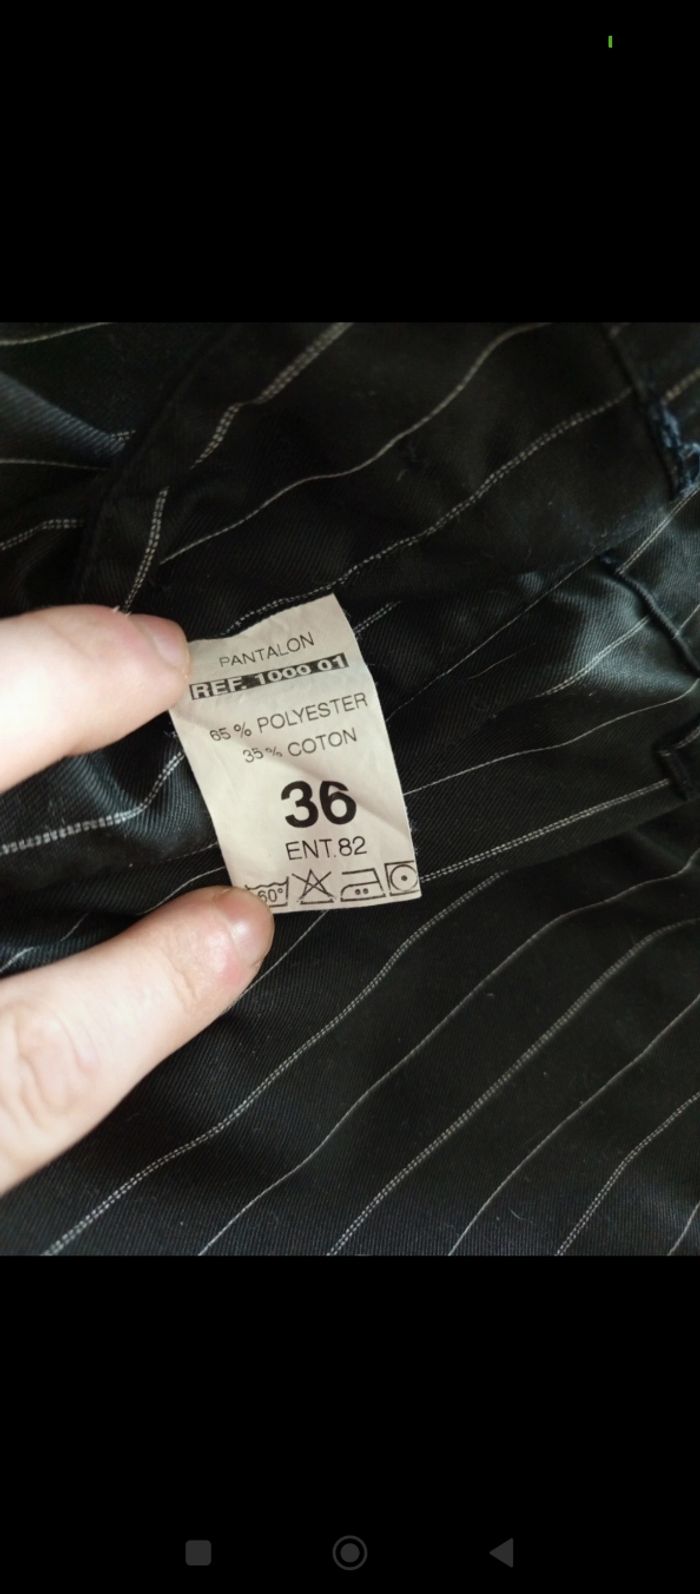 PANTALON
REF. 1000 01
65 % POLYESTER
35 % COTON
36
ENT.82
60°